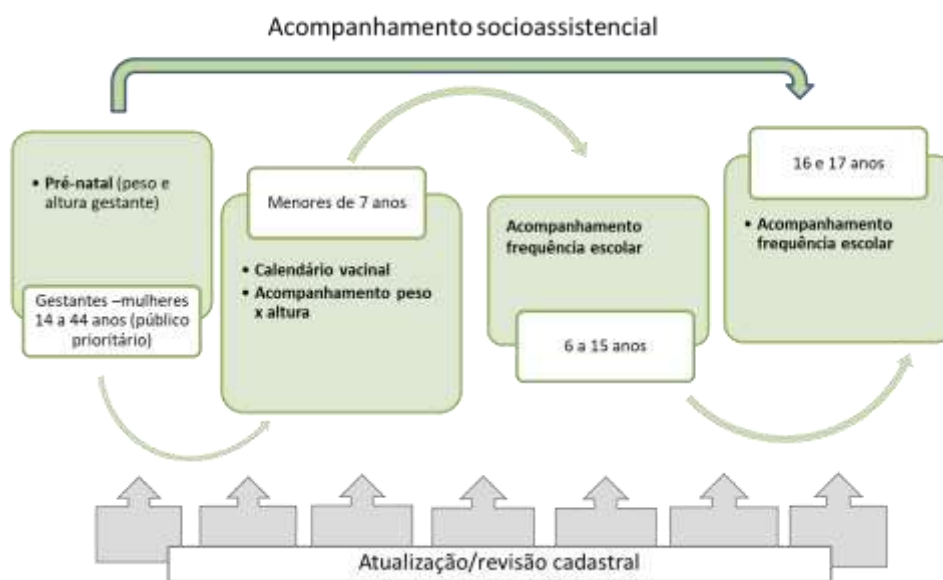 Acompanhamento socioassistencial
• Pré-natal (peso e
altura gestante)
Gestantes –mulheres
14 a 44 anos (público
prioritário)
Menores de 7 anos
• Calendário vacinal
• Acompanhamento peso
x altura
Acompanhamento
frequência escolar
6 a 15 anos
16 e 17 anos
• Acompanhamento
frequência escolar
Atualização/revisão cadastral